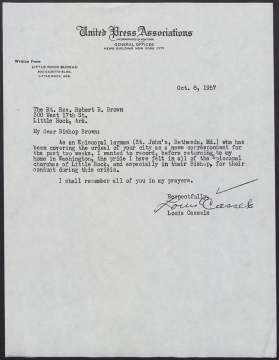 United Press Associations
INCORPORATED IN NEW YORK
GENERAL OFFICES
NEWS BUILDING NEW YORK CITY
Written From
LITTLE ROCK BUREAU
LITTLE ROCK, ARK.
Oct. 8, 1957
The Rt. Rev. Robert R. Brown
300 West 17th St.
Little Rock, Ark.
My dear Bishop Brown:
As an Episcopal layman (St. John's, Bethesda, Md.) who has
been covering the ordeal of your city as a news correspondent for
the past two weeks, I wanted to record, before returning to my
home in Washington, the pride I have felt in all of the Episcopal
churches of Little Rock, and especially in their Bishop, for their
conduct during this crisis.
I shall remember all of you in my prayers.
Respectfully,
Louis Cassels
Louis Cassels